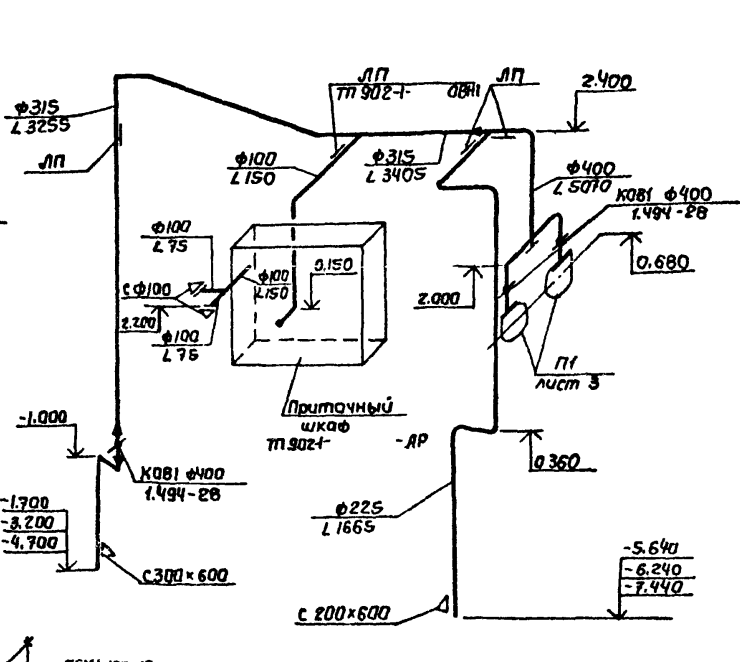 ЛП
ТП 902-1-
ОВН1
ЛП
2.400
ф315
L 3255
ЛП
ф100
L 150
ф315
L 3405
ф400
L 5070
КОВ1 ф400
1.494-28
ф100
L 75
С ф100
2.200
ф100
L 75
ф100
L 150
0.150
0.680
2.000
П1
лист 3
Приточный
шкаф
ТП 902-1- -АР
-1.000
КОВ1 ф400
1.494-28
0.360
-1.700
-3.200
-4.700
ф225
L 1665
-5.640
-6.240
-7.440
С 300×600
С 200×600